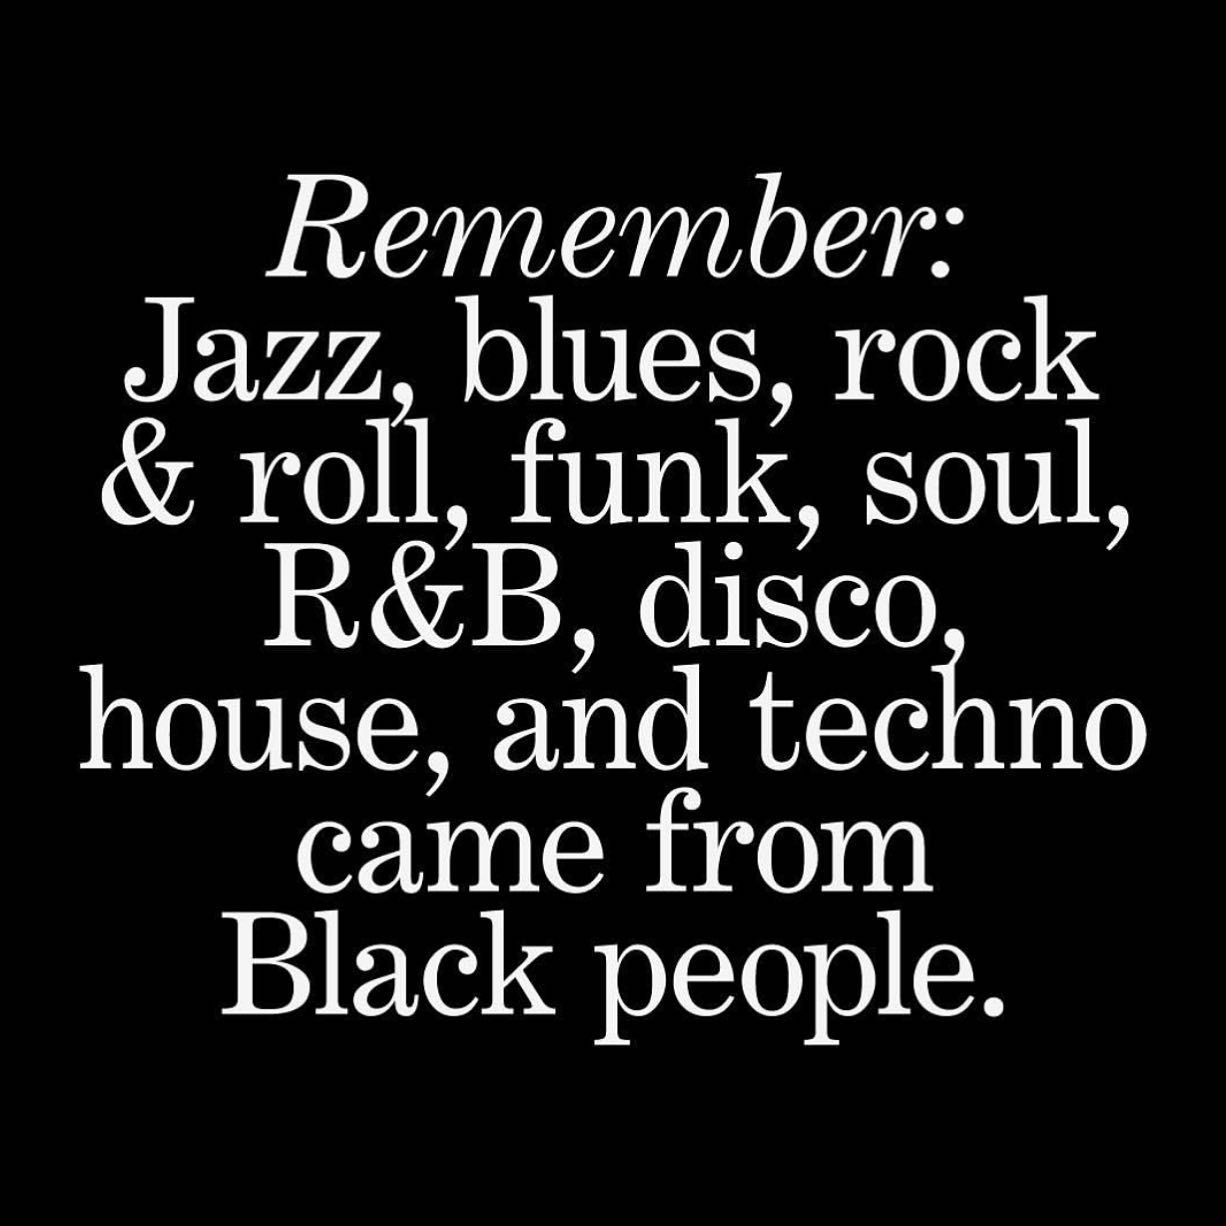 Remember:
Jazz, blues, rock
& roll, funk, soul,
R&B, disco,
house, and techno
came from
Black people.